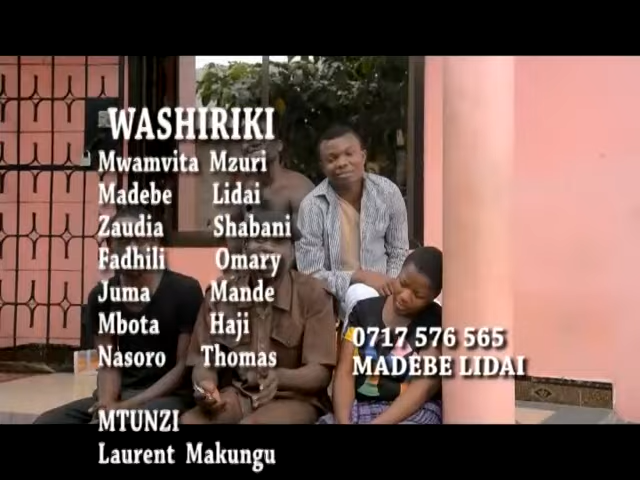 WASHIRIKI
Mwamvita Mzuri
Madebe Lidai
Zaudia Shabani
Fadhili Omary
Juma Mande
Mbota Haji
Nasoro Thomas
0717 576 565
MADEBE LIDAI
MTUNZI
Laurent Makungu